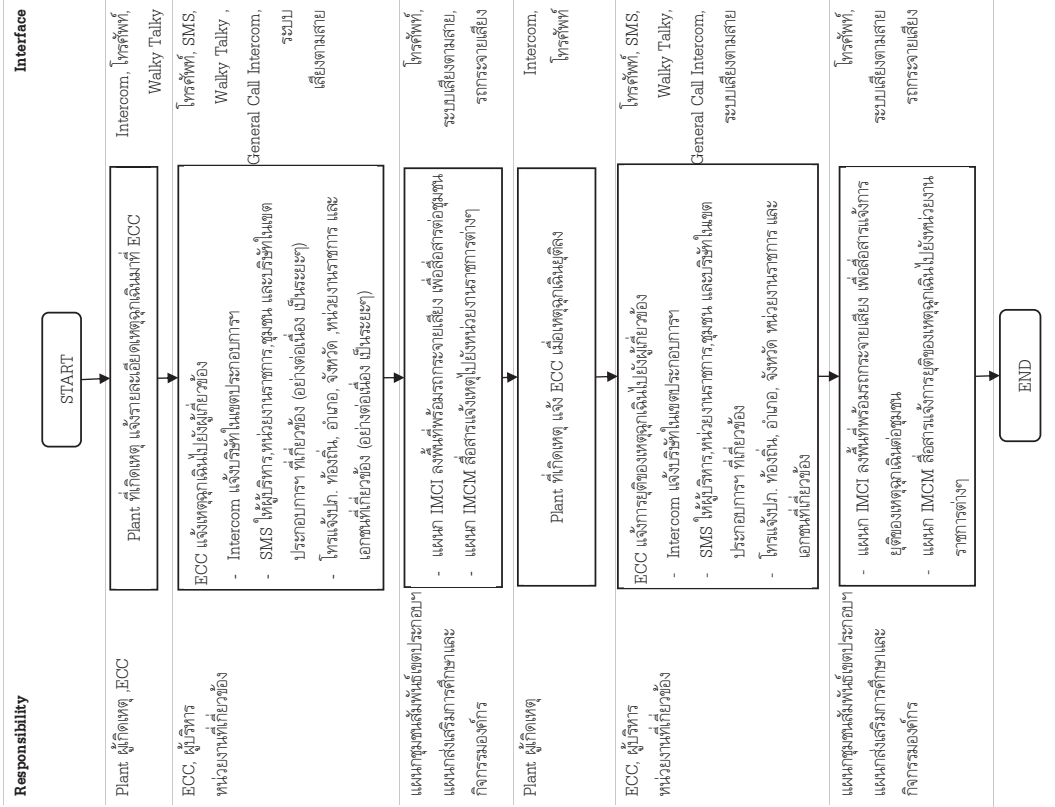 Responsibility
Interface
START
Plant ผู้เกิดเหตุ ,ECC
Plant ที่เกิดเหตุ แจ้งรายละเอียดเหตุฉุกเฉินมาที่ ECC
Intercom, โทรศัพท์,
Walky Talky
ECC, ผู้บริหาร
หน่วยงานที่เกี่ยวข้อง
ECC แจ้งเหตุฉุกเฉินไปยังผู้เกี่ยวข้อง
- Intercom แจ้งบริษัทในเขตประกอบการฯ
- SMS ให้ผู้บริหาร,หน่วยงานราชการ,ชุมชน และบริษัทในเขต
ประกอบการฯ ที่เกี่ยวข้อง (อย่างต่อเนื่อง เป็นระยะๆ)
- โทรแจ้งปภ. ท้องถิ่น, อำเภอ, จังหวัด ,หน่วยงานราชการ และ
เอกชนที่เกี่ยวข้อง (อย่างต่อเนื่อง เป็นระยะๆ)
โทรศัพท์, SMS,
Walky Talky ,
General Call Intercom,
ระบบ
เสียงตามสาย
แผนกชุมชนสัมพันธ์เขตประกอบฯ
แผนกส่งเสริมการศึกษาและ
กิจกรรมองค์กร
- แผนก IMCI ลงพื้นที่พร้อมรถกระจายเสียง เพื่อสื่อสารต่อชุมชน
- แผนก IMCM สื่อสารแจ้งเหตุไปยังหน่วยงานราชการต่างๆ
โทรศัพท์,
ระบบเสียงตามสาย,
รถกระจายเสียง
Plant ผู้เกิดเหตุ
Plant ที่เกิดเหตุ แจ้ง ECC เมื่อเหตุฉุกเฉินยุติลง
Intercom,
โทรศัพท์
ECC, ผู้บริหาร
หน่วยงานที่เกี่ยวข้อง
ECC แจ้งการยุติของเหตุฉุกเฉินไปยังผู้เกี่ยวข้อง
- Intercom แจ้งบริษัทในเขตประกอบการฯ
- SMS ให้ผู้บริหาร,หน่วยงานราชการ,ชุมชน และบริษัทในเขต
ประกอบการฯ ที่เกี่ยวข้อง
- โทรแจ้งปภ. ท้องถิ่น, อำเภอ, จังหวัด หน่วยงานราชการ และ
เอกชนที่เกี่ยวข้อง
โทรศัพท์, SMS,
Walky Talky,
General Call Intercom,
ระบบเสียงตามสาย
แผนกชุมชนสัมพันธ์เขตประกอบฯ
แผนกส่งเสริมการศึกษาและ
กิจกรรมองค์กร
- แผนก IMCI ลงพื้นที่พร้อมรถกระจายเสียง เพื่อสื่อสารแจ้งการ
ยุติของเหตุฉุกเฉินต่อชุมชน
- แผนก IMCM สื่อสารแจ้งการยุติของเหตุฉุกเฉินไปยังหน่วยงาน
ราชการต่างๆ
โทรศัพท์,
ระบบเสียงตามสาย
รถกระจายเสียง
END